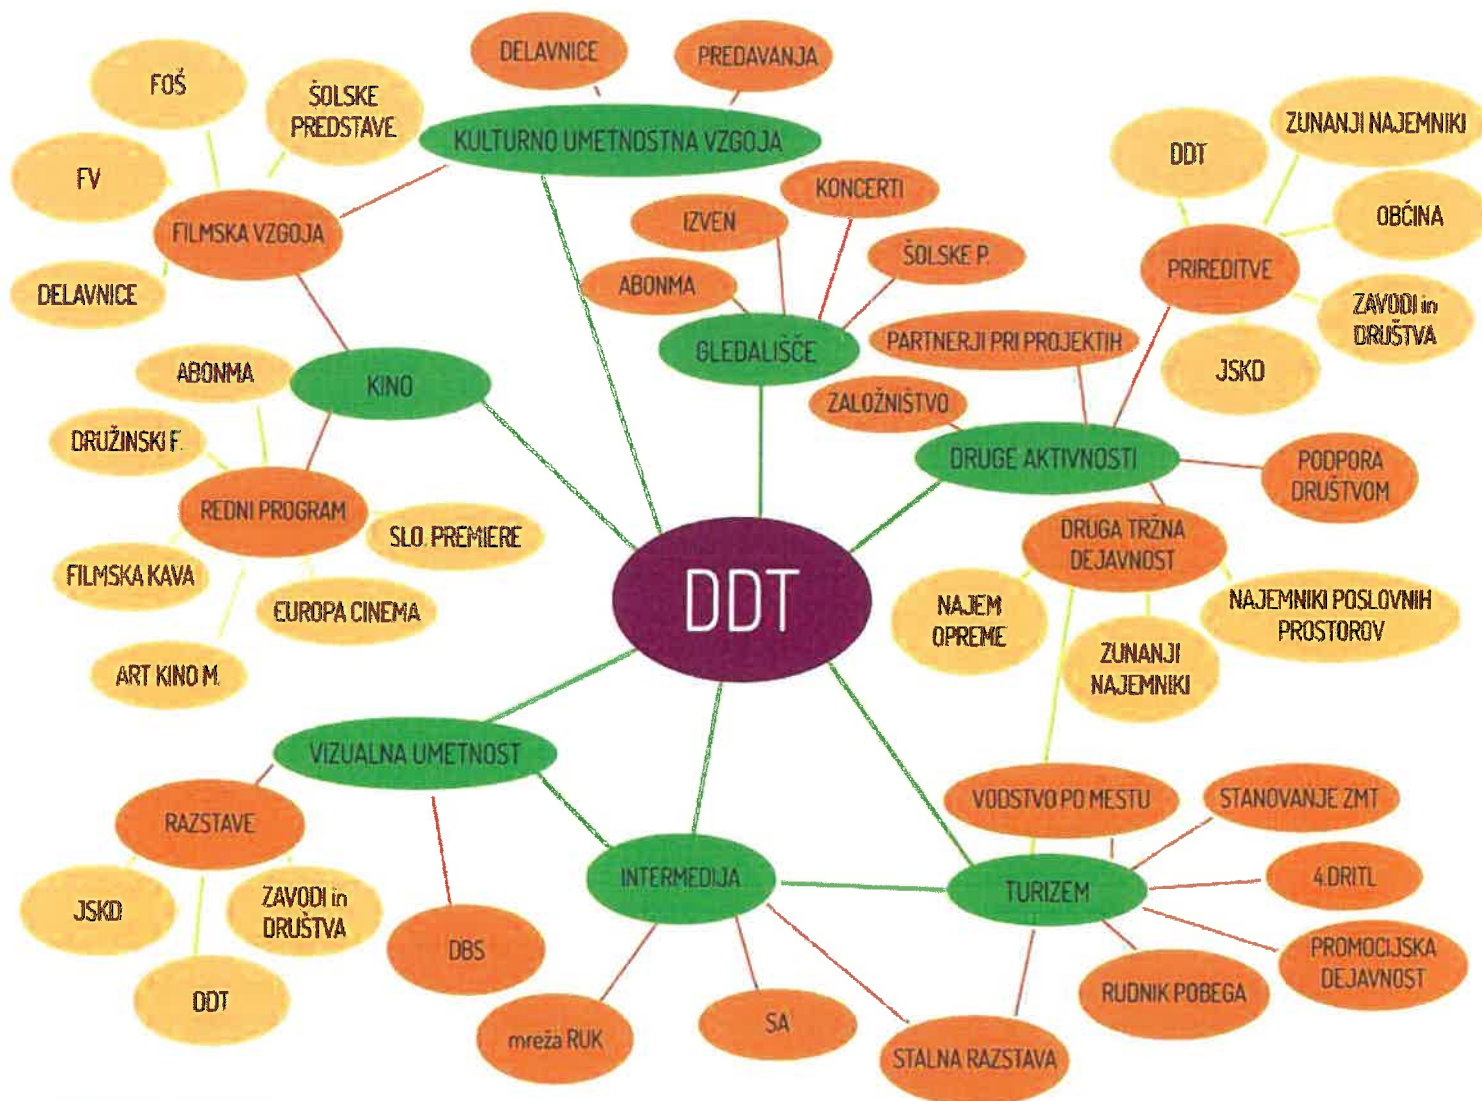 DELAVNICE
PREDAVANJA
FOŠ
ŠOLSKE
PREDSTAVE
KULTURNO UMETNOSTNA VZGOJA
FV
FILMSKA VZGOJA
DELAVNICE
IZVEN
KONCERTI
ABONMA
ŠOLSKE P.
GLEDALIŠČE
DDT
ZUNANJI NAJEMNIKI
OBČINA
PRIREDITVE
ZAVODI in
DRUŠTVA
JSKD
PARTNERJI PRI PROJEKTIH
ZALOŽNIŠTVO
DRUGE AKTIVNOSTI
PODPORA
DRUŠTVOM
ABONMA
KINO
DRUŽINSKI F.
REDNI PROGRAM
SLO. PREMIERE
FILMSKA KAVA
EUROPA CINEMA
ART KINO M.
DDT
DRUGA TRŽNA
DEJAVNOST
NAJEM
OPREME
ZUNANJI
NAJEMNIKI
NAJEMNIKI POSLOVNIH
PROSTOROV
VIZUALNA UMETNOST
RAZSTAVE
JSKD
ZAVODI in
DRUŠTVA
DDT
DBS
INTERMEDIJA
mreža RUK
SA
STALNA RAZSTAVA
VODSTVO PO MESTU
STANOVANJE ZMT
TURIZEM
4.DRITL
PROMOCIJSKA
DEJAVNOST
RUDNIK POBEGA